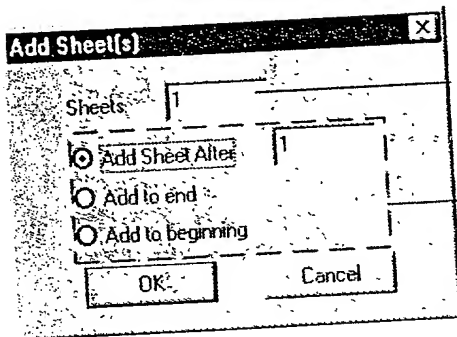 Add Sheet(s)
Sheets 1
Add Sheet After 1
Add to end
Add to beginning
OK Cancel